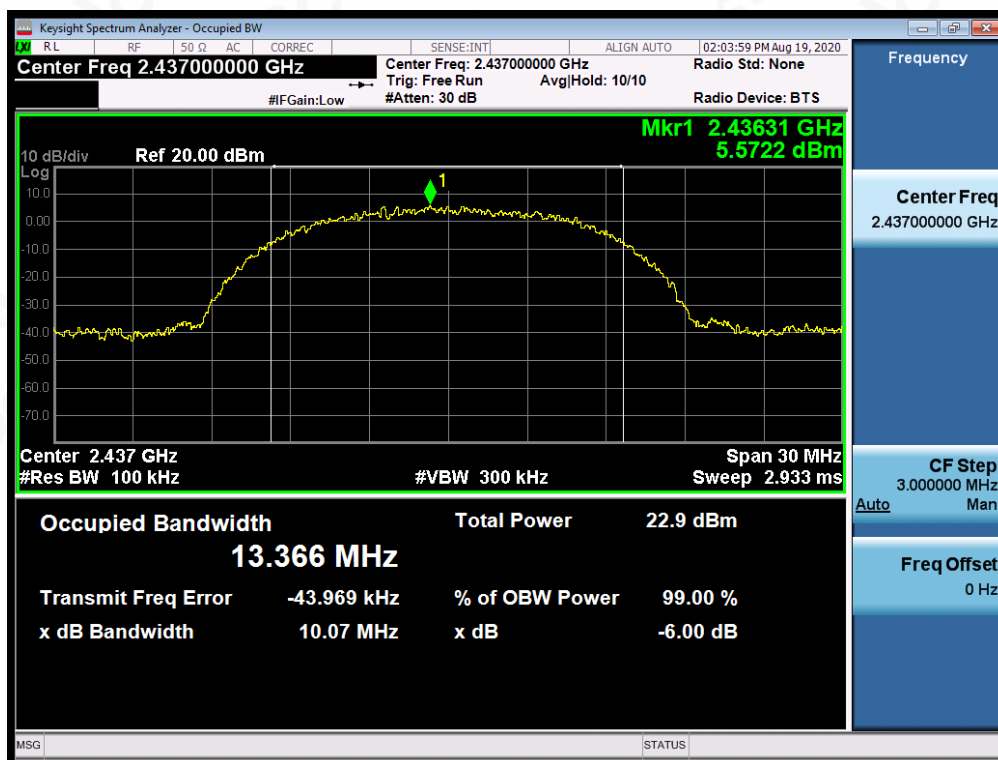 Keysight Spectrum Analyzer - Occupied BW
LXI RL RF 50 Ω AC CORREC SENSE:INT ALIGN AUTO 02:03:59 PM Aug 19, 2020
Center Freq 2.437000000 GHz
Center Freq: 2.437000000 GHz Radio Std: None
Trig: Free Run Avg|Hold: 10/10
#IFGain:Low #Atten: 30 dB Radio Device: BTS
Mkr1 2.43631 GHz
5.5722 dBm
10 dB/div Ref 20.00 dBm
Log
1
10.0
0.00
-10.0
-20.0
-30.0
-40.0
-50.0
-60.0
-70.0
Center 2.437 GHz Span 30 MHz
#Res BW 100 kHz #VBW 300 kHz Sweep 2.933 ms
Occupied Bandwidth Total Power 22.9 dBm
13.366 MHz
Transmit Freq Error -43.969 kHz % of OBW Power 99.00 %
x dB Bandwidth 10.07 MHz x dB -6.00 dB
MSG STATUS
Frequency
Center Freq
2.437000000 GHz
CF Step
3.000000 MHz
Auto Man
Freq Offset
0 Hz